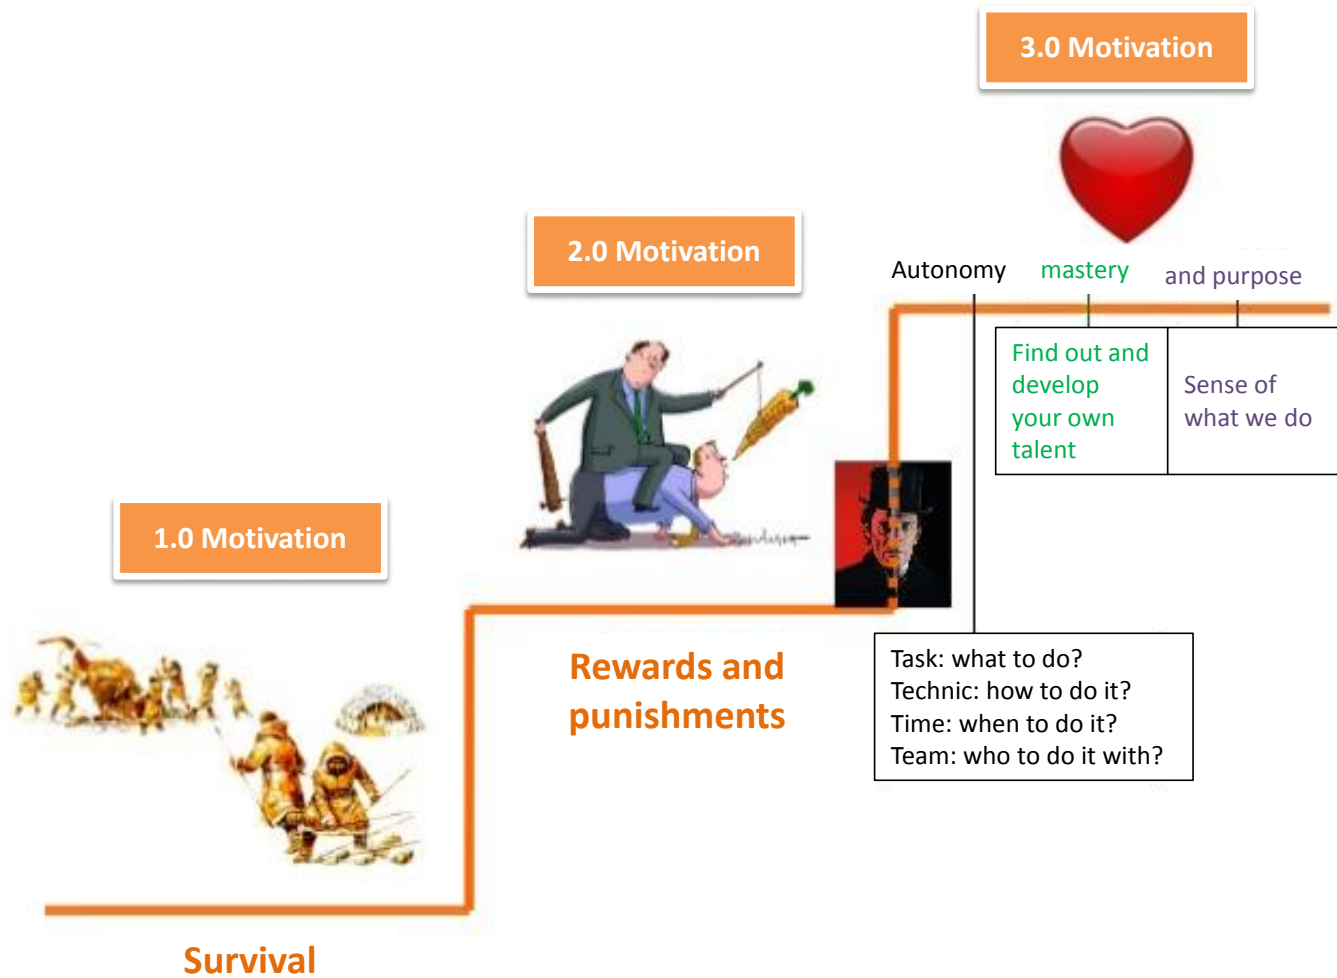 3.0 Motivation
2.0 Motivation
Autonomy mastery and purpose
Find out and
develop
your own
talent
Sense of
what we do
1.0 Motivation
Rewards and
punishments
Task: what to do?
Technic: how to do it?
Time: when to do it?
Team: who to do it with?
Survival